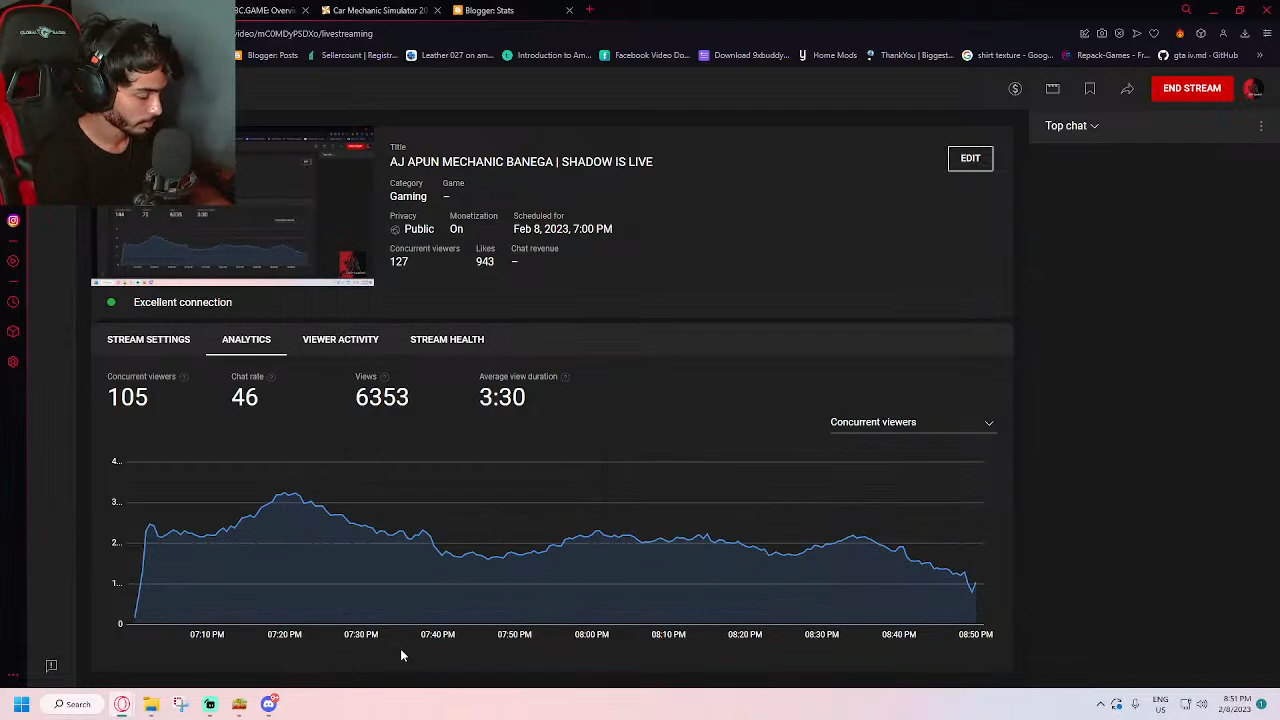 BC.GAME: Overvi
Car Mechanic Simulator 20
Blogger: Stats
video/mC0MDyPSDXo/livestreaming
Blogger: Posts
Sellercloud | Registr...
Leather 027 on am...
Introduction to Am...
Facebook Video Do...
Download 9xbuddy...
Home Mods
ThankYou | Biggest...
shirt texture - Goog...
Repack-Games: F...
gta iv.md - Google...
END STREAM
Top chat
Title
AJ APUN MECHANIC BANEGA | SHADOW IS LIVE
EDIT
Category Game
Gaming –
Privacy Monetization Scheduled for
Public On Feb 8, 2023, 7:00 PM
Concurrent viewers Likes Chat revenue
127 943 –
144 72 6335 3:30
Excellent connection
STREAM SETTINGS ANALYTICS VIEWER ACTIVITY STREAM HEALTH
Concurrent viewers Chat rate Views Average view duration
105 46 6353 3:30
Concurrent viewers
4...
3...
2...
1...
0
07:10 PM 07:20 PM 07:30 PM 07:40 PM 07:50 PM 08:00 PM 08:10 PM 08:20 PM 08:30 PM 08:40 PM 08:50 PM
Search
ENG
US
8:51 PM
2/8/2023